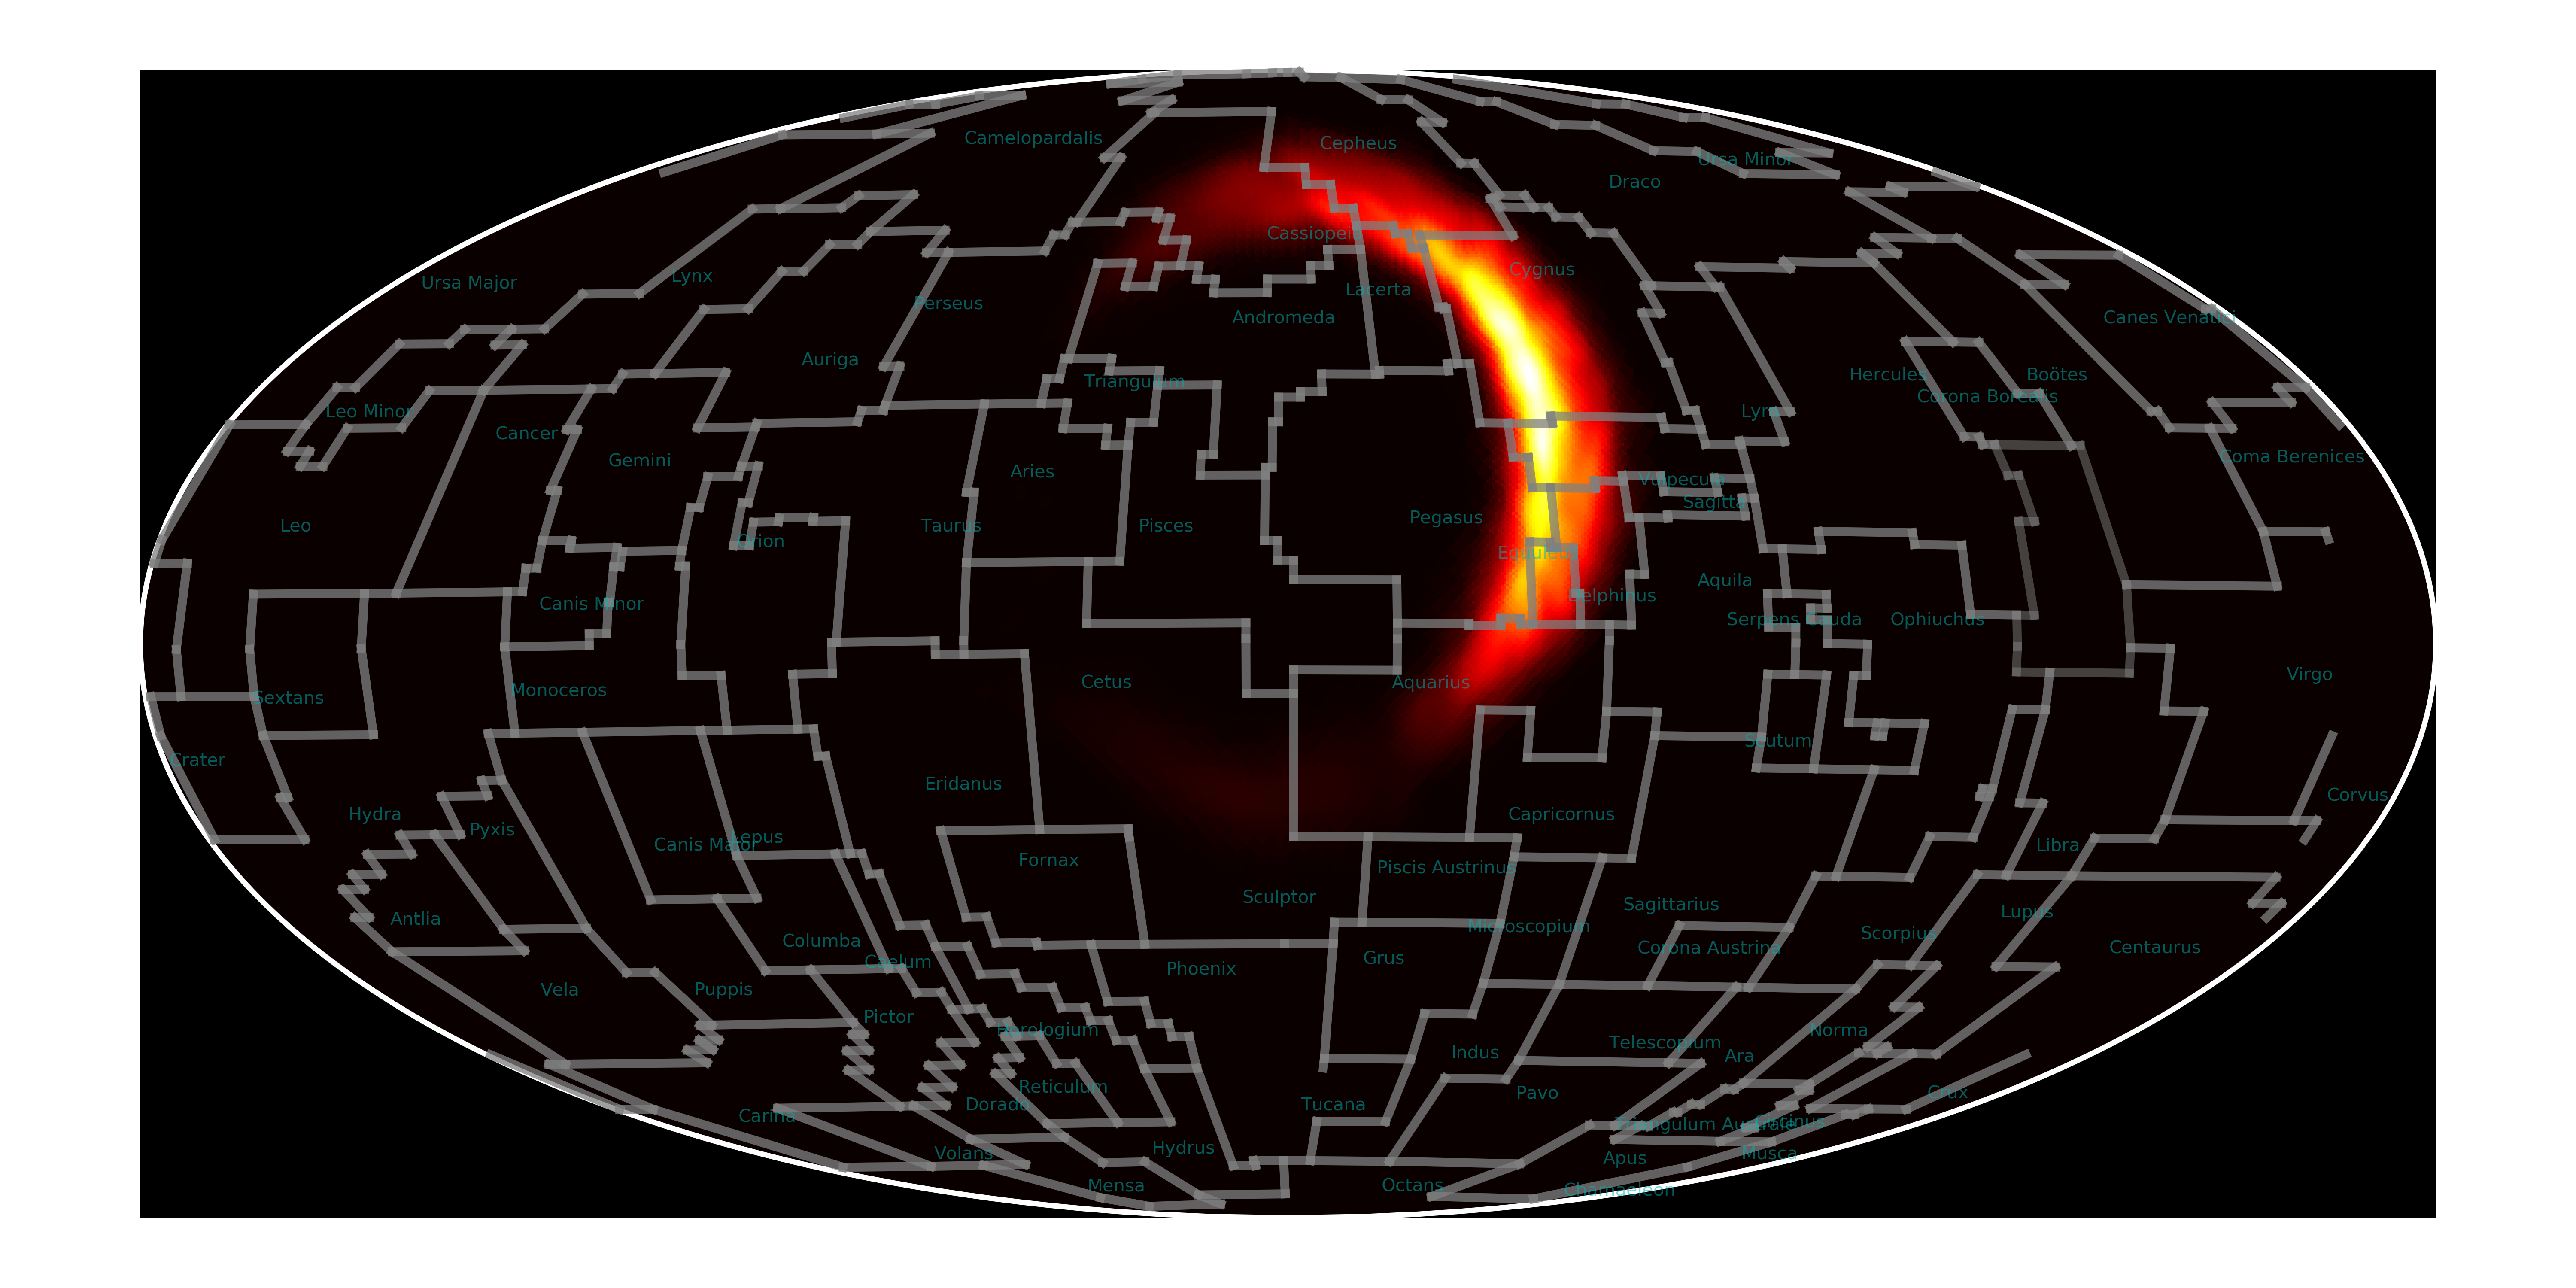 Camelopardalis
Cepheus
Ursa Minor
Draco
Cassiopeia
Cygnus
Lynx
Ursa Major
Lacerta
Perseus
Andromeda
Canes Venatici
Auriga
Hercules
Boötes
Triangulum
Corona Borealis
Leo Minor
Lyra
Cancer
Coma Berenices
Gemini
Aries
Vulpecula
Sagitta
Pegasus
Leo
Taurus
Pisces
Orion
Equuleus
Aquila
Delphinus
Canis Minor
Serpens Cauda
Ophiuchus
Virgo
Cetus
Aquarius
Monoceros
Sextans
Scutum
Crater
Eridanus
Corvus
Hydra
Capricornus
Pyxis
Lepus
Canis Major
Libra
Fornax
Piscis Austrinus
Sculptor
Sagittarius
Lupus
Antlia
Microscopium
Scorpius
Columba
Corona Austrina
Centaurus
Grus
Caelum
Phoenix
Vela
Puppis
Pictor
Horologium
Norma
Telescopium
Indus
Ara
Reticulum
Pavo
Crux
Dorado
Tucana
Carina
Circinus
Triangulum Australe
Hydrus
Volans
Musca
Apus
Mensa
Octans
Chamaeleon